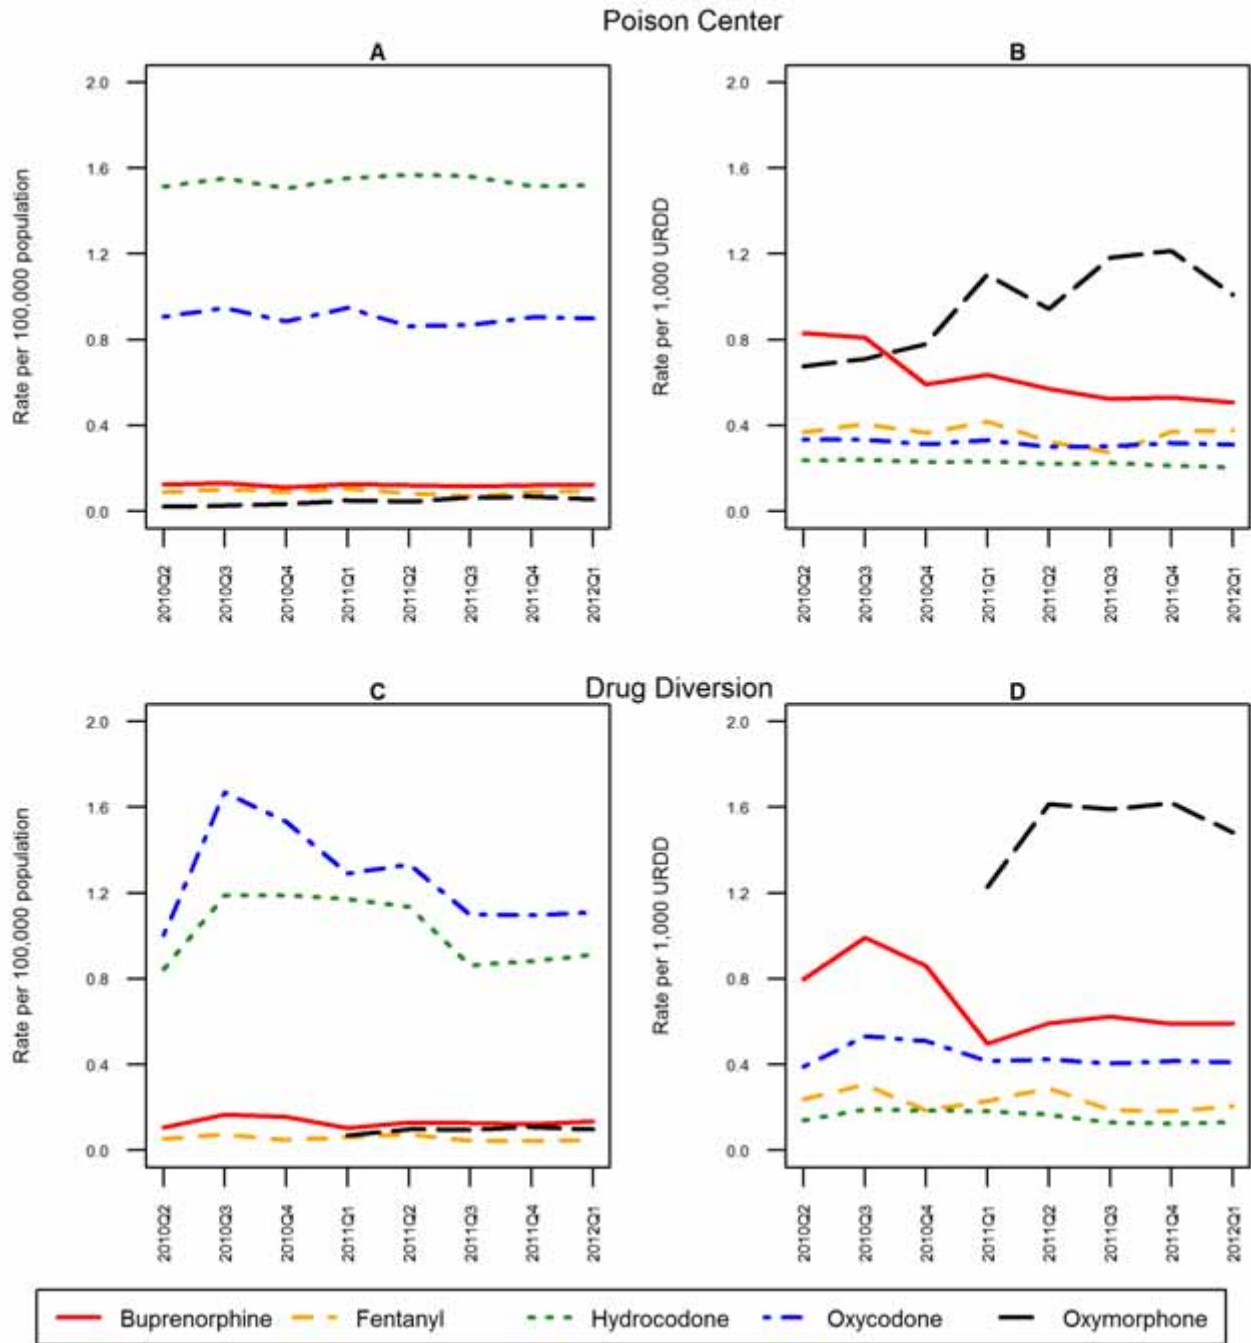 Poison Center
A
B
Rate per 100,000 population
2.0
1.6
1.2
0.8
0.4
0.0
2010Q2
2010Q3
2010Q4
2011Q1
2011Q2
2011Q3
2011Q4
2012Q1
Rate per 1,000 URDD
2.0
1.6
1.2
0.8
0.4
0.0
2010Q2
2010Q3
2010Q4
2011Q1
2011Q2
2011Q3
2011Q4
2012Q1
Drug Diversion
C
D
Rate per 100,000 population
2.0
1.6
1.2
0.8
0.4
0.0
2010Q2
2010Q3
2010Q4
2011Q1
2011Q2
2011Q3
2011Q4
2012Q1
Rate per 1,000 URDD
2.0
1.6
1.2
0.8
0.4
0.0
2010Q2
2010Q3
2010Q4
2011Q1
2011Q2
2011Q3
2011Q4
2012Q1
Buprenorphine Fentanyl Hydrocodone Oxycodone Oxymorphone